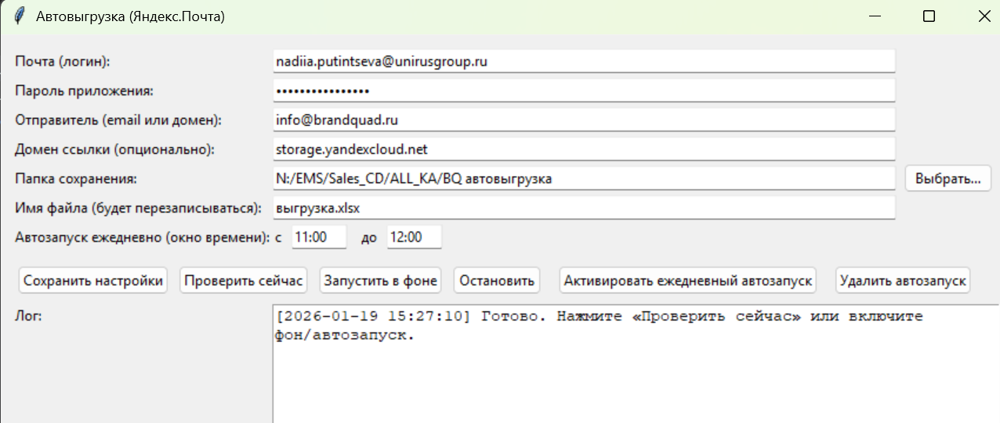 Автовыгрузка (Яндекс.Почта)
Почта (логин): nadiia.putintseva@unirusgroup.ru
Пароль приложения: ••••••••••••••••
Отправитель (email или домен): info@brandquad.ru
Домен ссылки (опционально): storage.yandexcloud.net
Папка сохранения: N:/EMS/Sales_CD/ALL_KA/BQ автовыгрузка Выбрать...
Имя файла (будет перезаписываться): выгрузка.xlsx
Автозапуск ежедневно (окно времени): с 11:00 до 12:00
Сохранить настройки Проверить сейчас Запустить в фоне Остановить Активировать ежедневный автозапуск Удалить автозапуск
Лог: [2026-01-19 15:27:10] Готово. Нажмите «Проверить сейчас» или включите
фон/автозапуск.